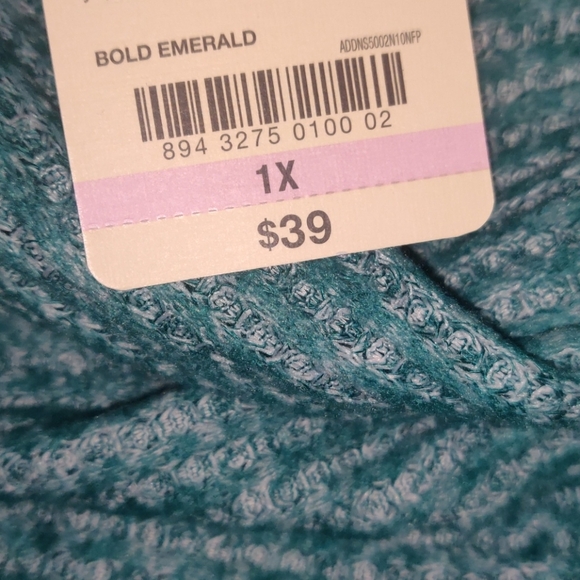 BOLD EMERALD ADDNS5002N10NFP
894 3275 0100 02
1X
$39